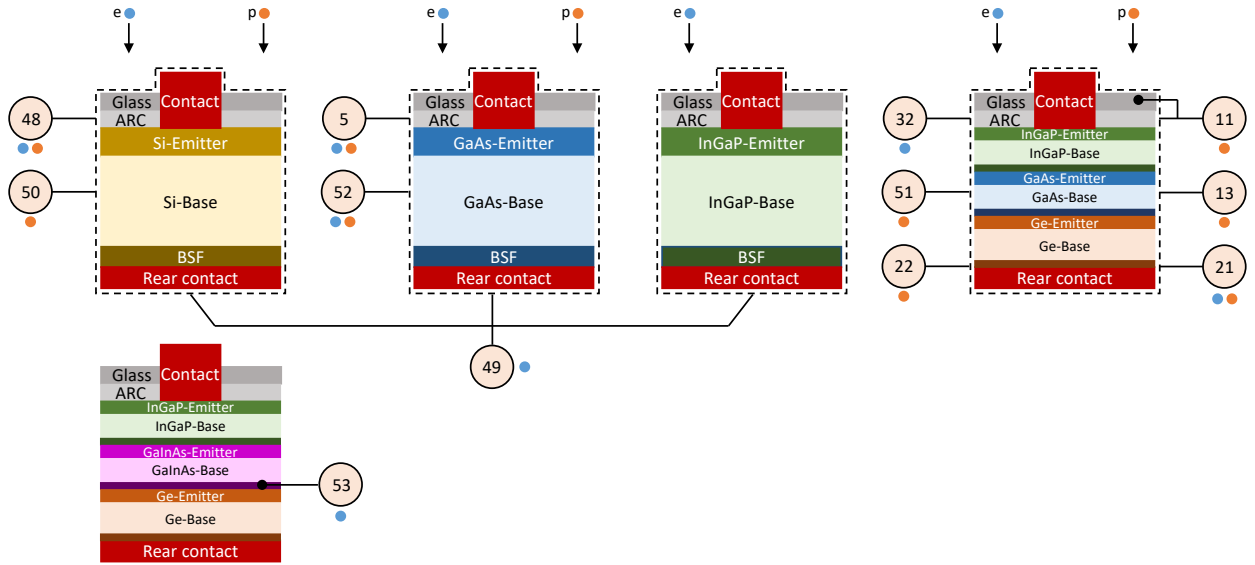 e p
e p
e
e p
Glass Contact
ARC
Si-Emitter
Si-Base
BSF
Rear contact
48
50
Glass Contact
ARC
GaAs-Emitter
GaAs-Base
BSF
Rear contact
5
52
Glass Contact
ARC
InGaP-Emitter
InGaP-Base
BSF
Rear contact
49
Glass Contact
ARC
InGaP-Emitter
InGaP-Base
GaAs-Emitter
GaAs-Base
Ge-Emitter
Ge-Base
Rear contact
32
51
22
11
13
21
Glass Contact
ARC
InGaP-Emitter
InGaP-Base
GaInAs-Emitter
GaInAs-Base
Ge-Emitter
Ge-Base
Rear contact
53